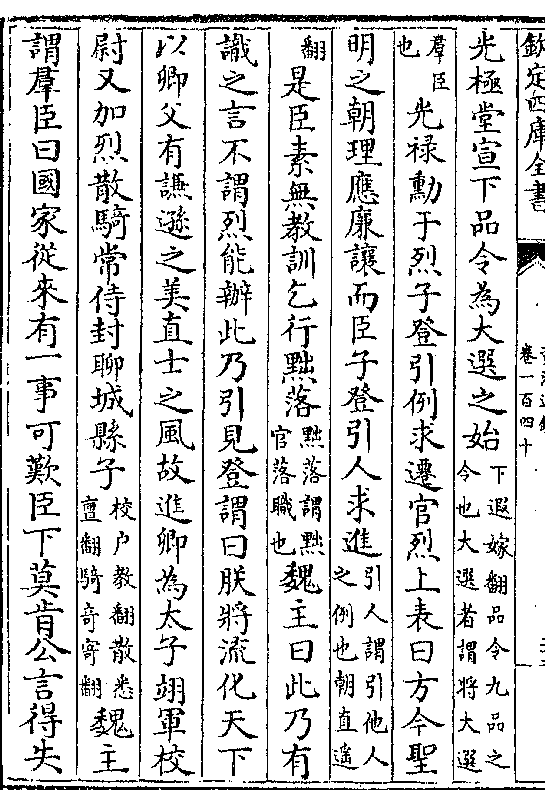 欽定四庫全書
卷一百四十
光極堂宣下品令為大選之始下遐嫁翻品令九品之令也大選者謂將大選
羣臣也光祿勳于烈子登引例求遷官烈上表曰方今聖
明之朝理應廉讓而臣子登引人求進引人謂引他人之例也朝直遙
翻是臣素無教訓乞行黜落黜落謂黜官落職也魏主曰此乃有
識之言不謂烈能辦此乃引見登謂曰朕將流化天下
以卿父有謙遜之美直士之風故進卿為太子翊軍校
尉又加烈散騎常侍封聊城縣子校户教翻散悉亶翻騎奇寄翻魏主
謂羣臣曰國家從來有一事可歎臣下莫肯公言得失